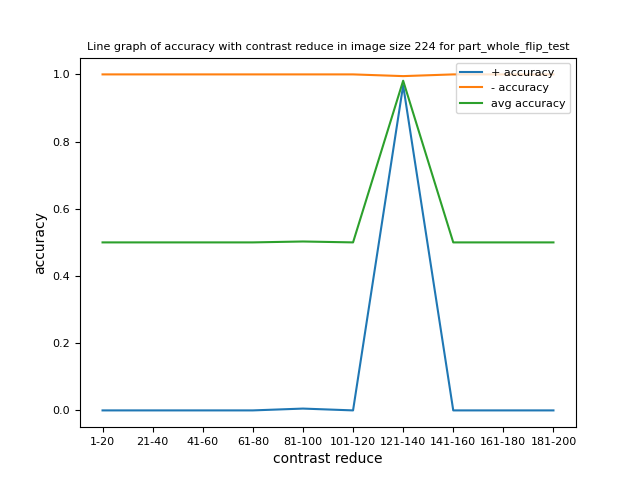 Line graph of accuracy with contrast reduce in image size 224 for part_whole_flip_test
+ accuracy
- accuracy
avg accuracy
accuracy
1.0
0.8
0.6
0.4
0.2
0.0
1-20 21-40 41-60 61-80 81-100 101-120 121-140 141-160 161-180 181-200
contrast reduce